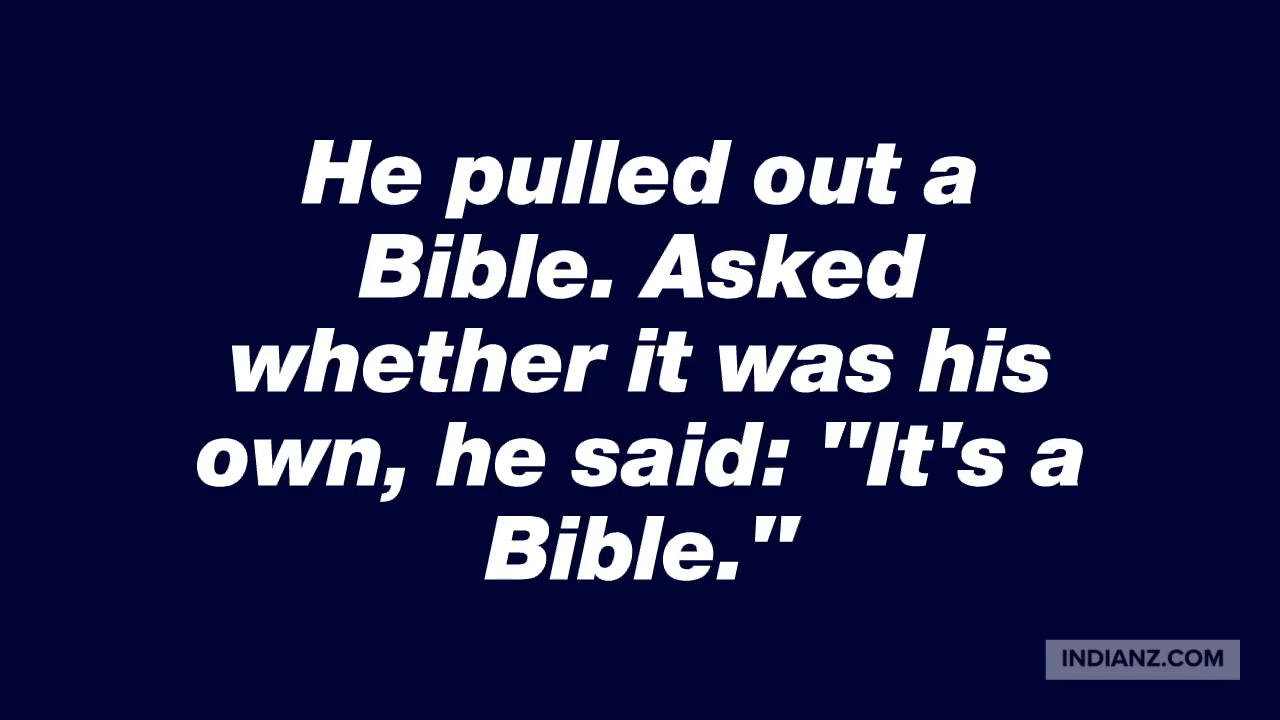 He pulled out a
Bible. Asked
whether it was his
own, he said: "It's a
Bible."
INDIANZ.COM